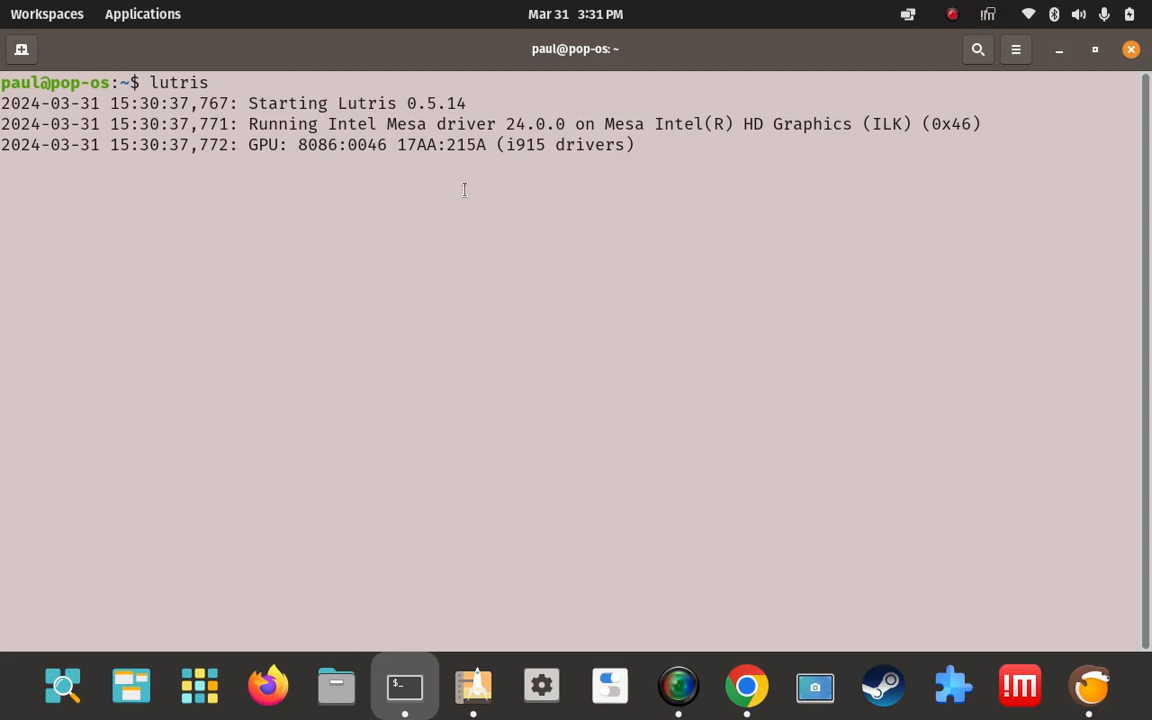 Workspaces Applications Mar 31 3:31 PM
paul@pop-os: ~
paul@pop-os:~$ lutris
2024-03-31 15:30:37,767: Starting Lutris 0.5.14
2024-03-31 15:30:37,771: Running Intel Mesa driver 24.0.0 on Mesa Intel(R) HD Graphics (ILK) (0x46)
2024-03-31 15:30:37,772: GPU: 8086:0046 17AA:215A (i915 drivers)
$_
!M